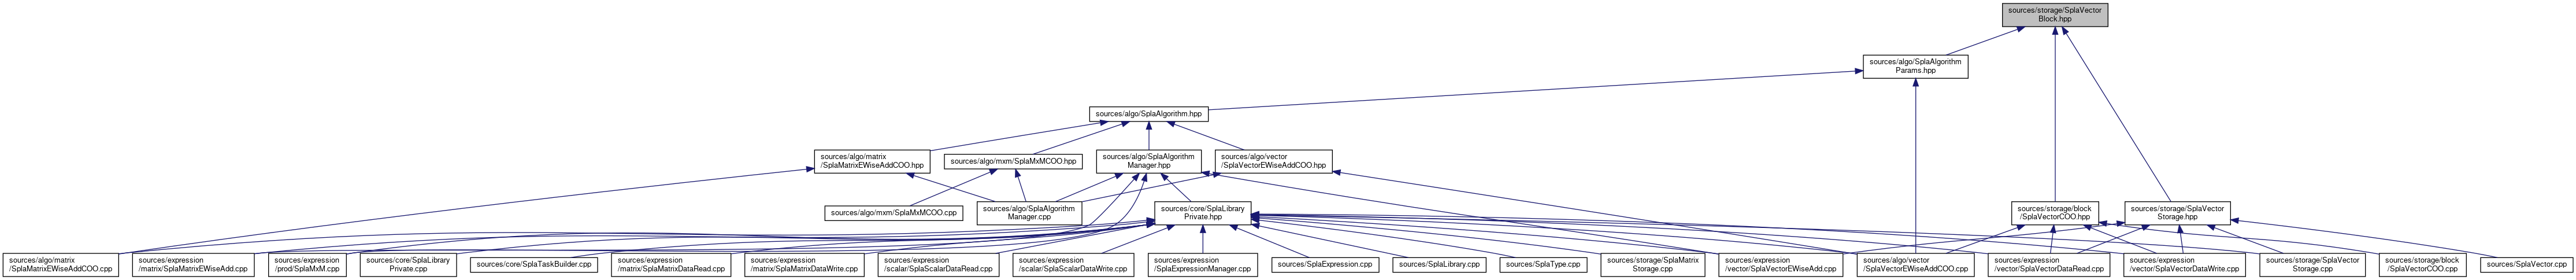 sources/storage/SplaVector
Block.hpp
sources/algo/SplaAlgorithm
Params.hpp
sources/algo/SplaAlgorithm.hpp
sources/algo/matrix
/SplaMatrixEWiseAddCOO.hpp
sources/algo/mxm/SplaMxMCOO.hpp
sources/algo/SplaAlgorithm
Manager.hpp
sources/algo/vector
/SplaVectorEWiseAddCOO.hpp
sources/algo/mxm/SplaMxMCOO.cpp
sources/algo/SplaAlgorithm
Manager.cpp
sources/core/SplaLibrary
Private.hpp
sources/storage/block
/SplaVectorCOO.hpp
sources/storage/SplaVector
Storage.hpp
sources/algo/matrix
/SplaMatrixEWiseAddCOO.cpp
sources/expression
/matrix/SplaMatrixEWiseAdd.cpp
sources/expression
/prod/SplaMxM.cpp
sources/core/SplaLibrary
Private.cpp
sources/core/SplaTaskBuilder.cpp
sources/expression
/matrix/SplaMatrixDataRead.cpp
sources/expression
/matrix/SplaMatrixDataWrite.cpp
sources/expression
/scalar/SplaScalarDataRead.cpp
sources/expression
/scalar/SplaScalarDataWrite.cpp
sources/expression
/SplaExpressionManager.cpp
sources/SplaExpression.cpp
sources/SplaLibrary.cpp
sources/SplaType.cpp
sources/storage/SplaMatrix
Storage.cpp
sources/expression
/vector/SplaVectorEWiseAdd.cpp
sources/algo/vector
/SplaVectorEWiseAddCOO.cpp
sources/expression
/vector/SplaVectorDataRead.cpp
sources/expression
/vector/SplaVectorDataWrite.cpp
sources/storage/SplaVector
Storage.cpp
sources/storage/block
/SplaVectorCOO.cpp
sources/SplaVector.cpp